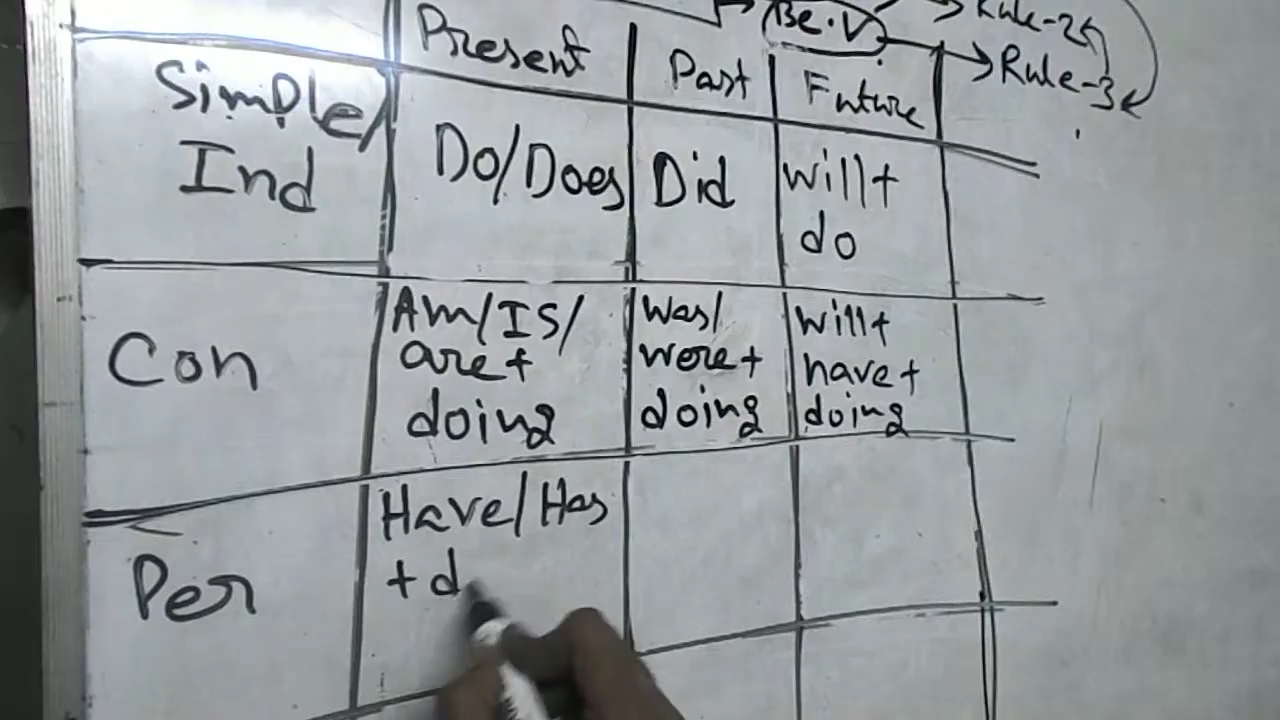 Be.V
Rule-2
Rule-3
Present Past Future
Simple/
Ind
Do/Does Did will+
do
Con
Am/IS/
are+
doing
Was/
were+
doing
will+
have+
doing
Per
Have/Has
+d